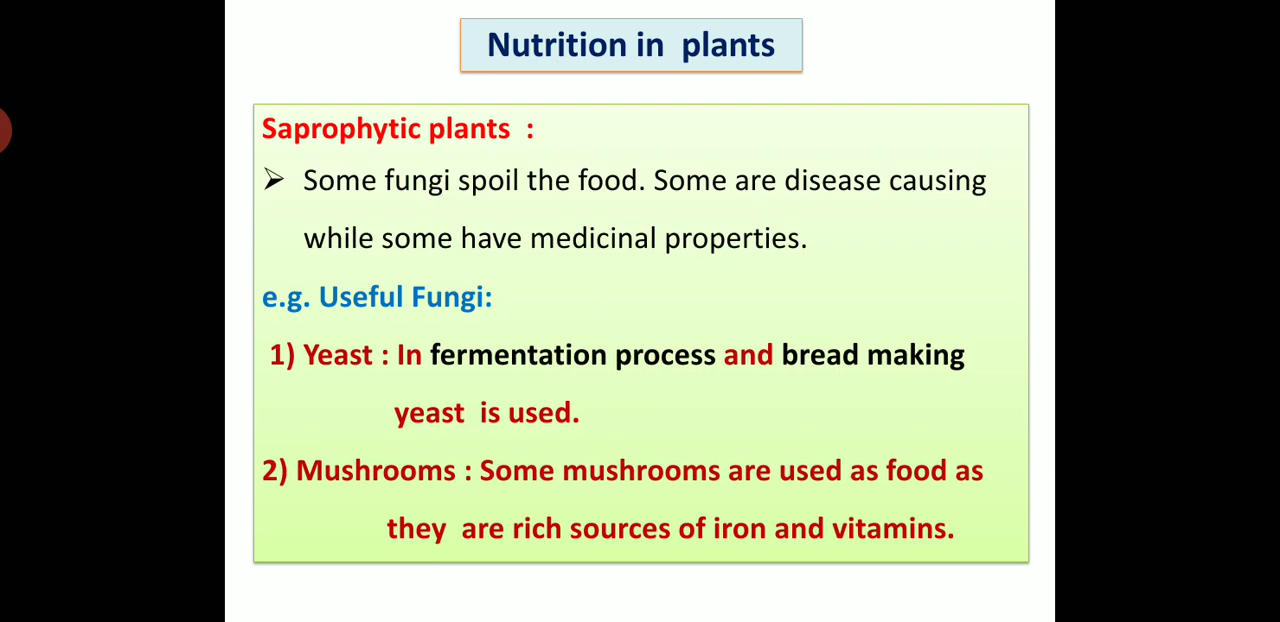 Nutrition in plants
Saprophytic plants :
➢ Some fungi spoil the food. Some are disease causing
while some have medicinal properties.
e.g. Useful Fungi:
1) Yeast : In fermentation process and bread making
yeast is used.
2) Mushrooms : Some mushrooms are used as food as
they are rich sources of iron and vitamins.